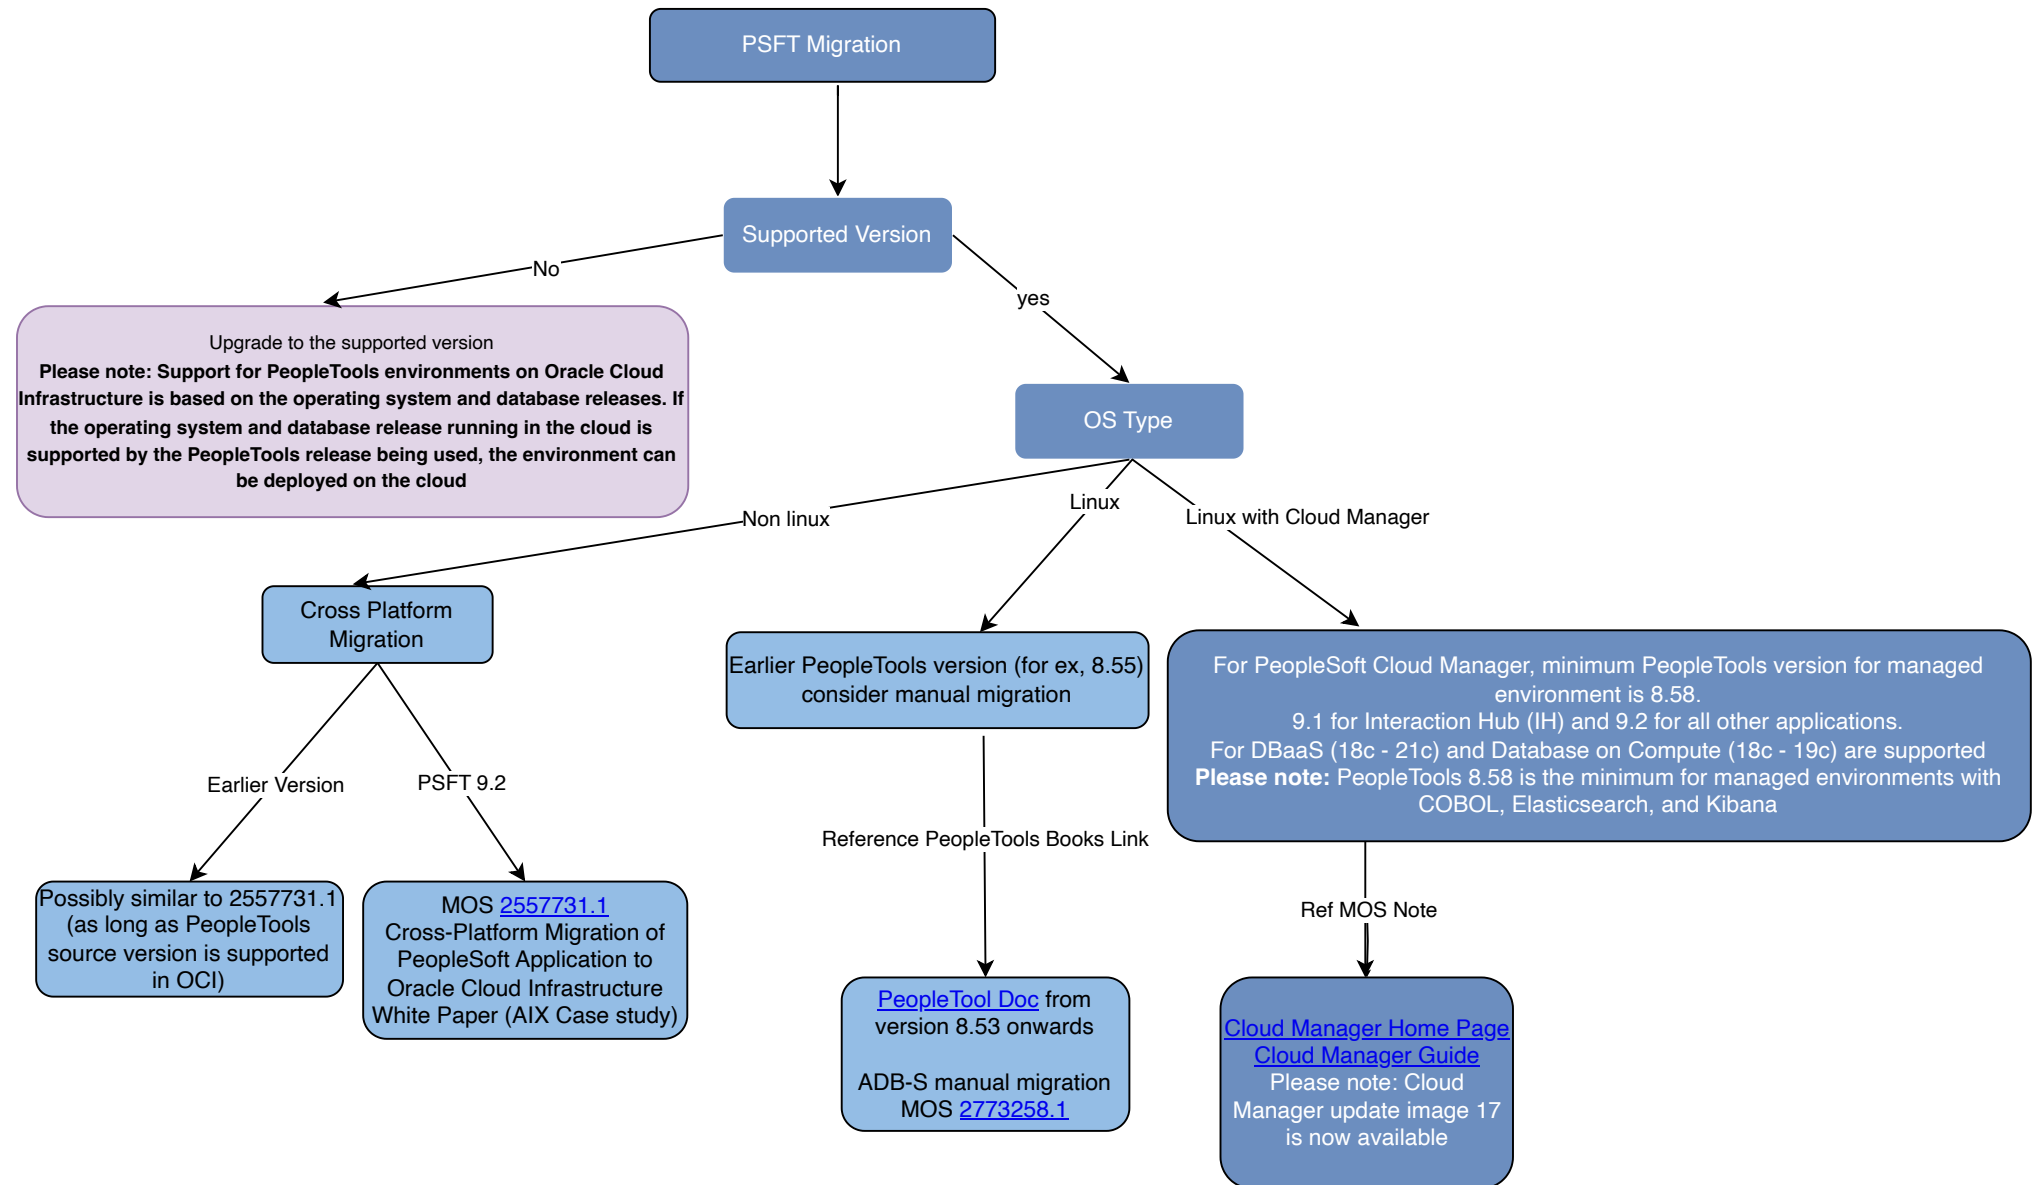 PSFT Migration
Supported Version
No
yes
Upgrade to the supported version
Please note: Support for PeopleTools environments on Oracle Cloud
Infrastructure is based on the operating system and database releases. If
the operating system and database release running in the cloud is
supported by the PeopleTools release being used, the environment can
be deployed on the cloud
OS Type
Non linux
Linux
Linux with Cloud Manager
Cross Platform
Migration
Earlier PeopleTools version (for ex, 8.55)
consider manual migration
For PeopleSoft Cloud Manager, minimum PeopleTools version for managed
environment is 8.58.
9.1 for Interaction Hub (IH) and 9.2 for all other applications.
For DBaaS (18c - 21c) and Database on Compute (18c - 19c) are supported
Please note: PeopleTools 8.58 is the minimum for managed environments with
COBOL, Elasticsearch, and Kibana
Earlier Version
PSFT 9.2
Reference PeopleTools Books Link
Ref MOS Note
Possibly similar to 2557731.1
(as long as PeopleTools
source version is supported
in OCI)
MOS 2557731.1
Cross-Platform Migration of
PeopleSoft Application to
Oracle Cloud Infrastructure
White Paper (AIX Case study)
PeopleTool Doc from
version 8.53 onwards
ADB-S manual migration
MOS 2773258.1
Cloud Manager Home Page
Cloud Manager Guide
Please note: Cloud
Manager update image 17
is now available